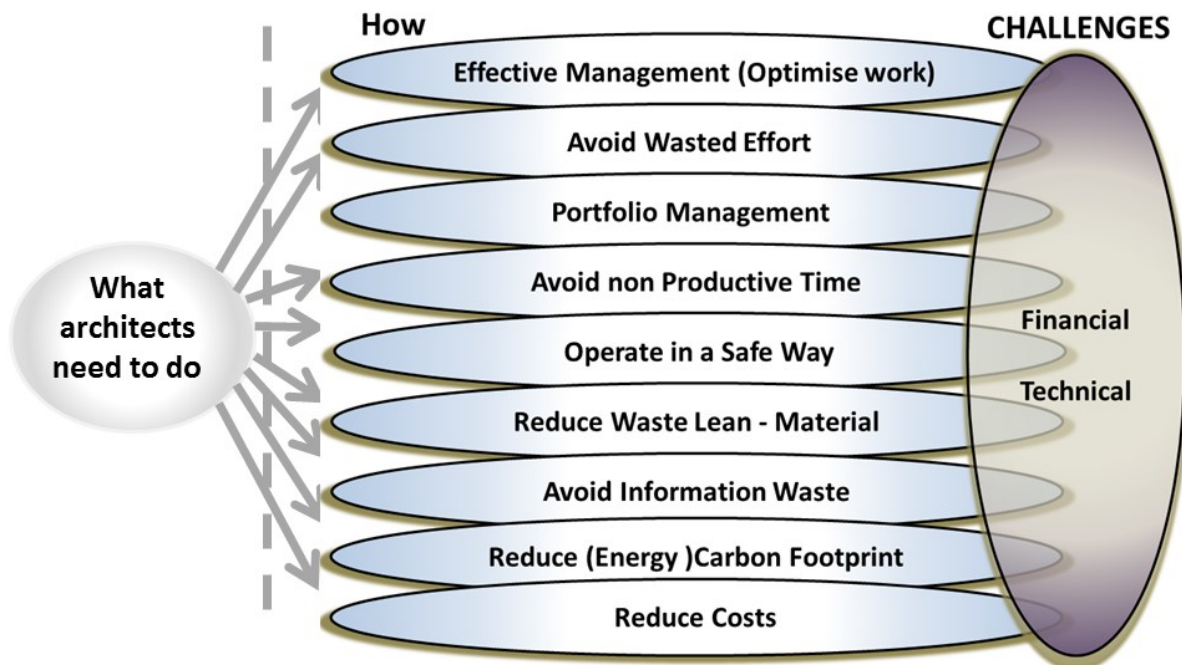 How
CHALLENGES
Effective Management (Optimise work)
Avoid Wasted Effort
Portfolio Management
Avoid non Productive Time
Operate in a Safe Way
Reduce Waste Lean - Material
Avoid Information Waste
Reduce (Energy )Carbon Footprint
Reduce Costs
What
architects
need to do
Financial
Technical